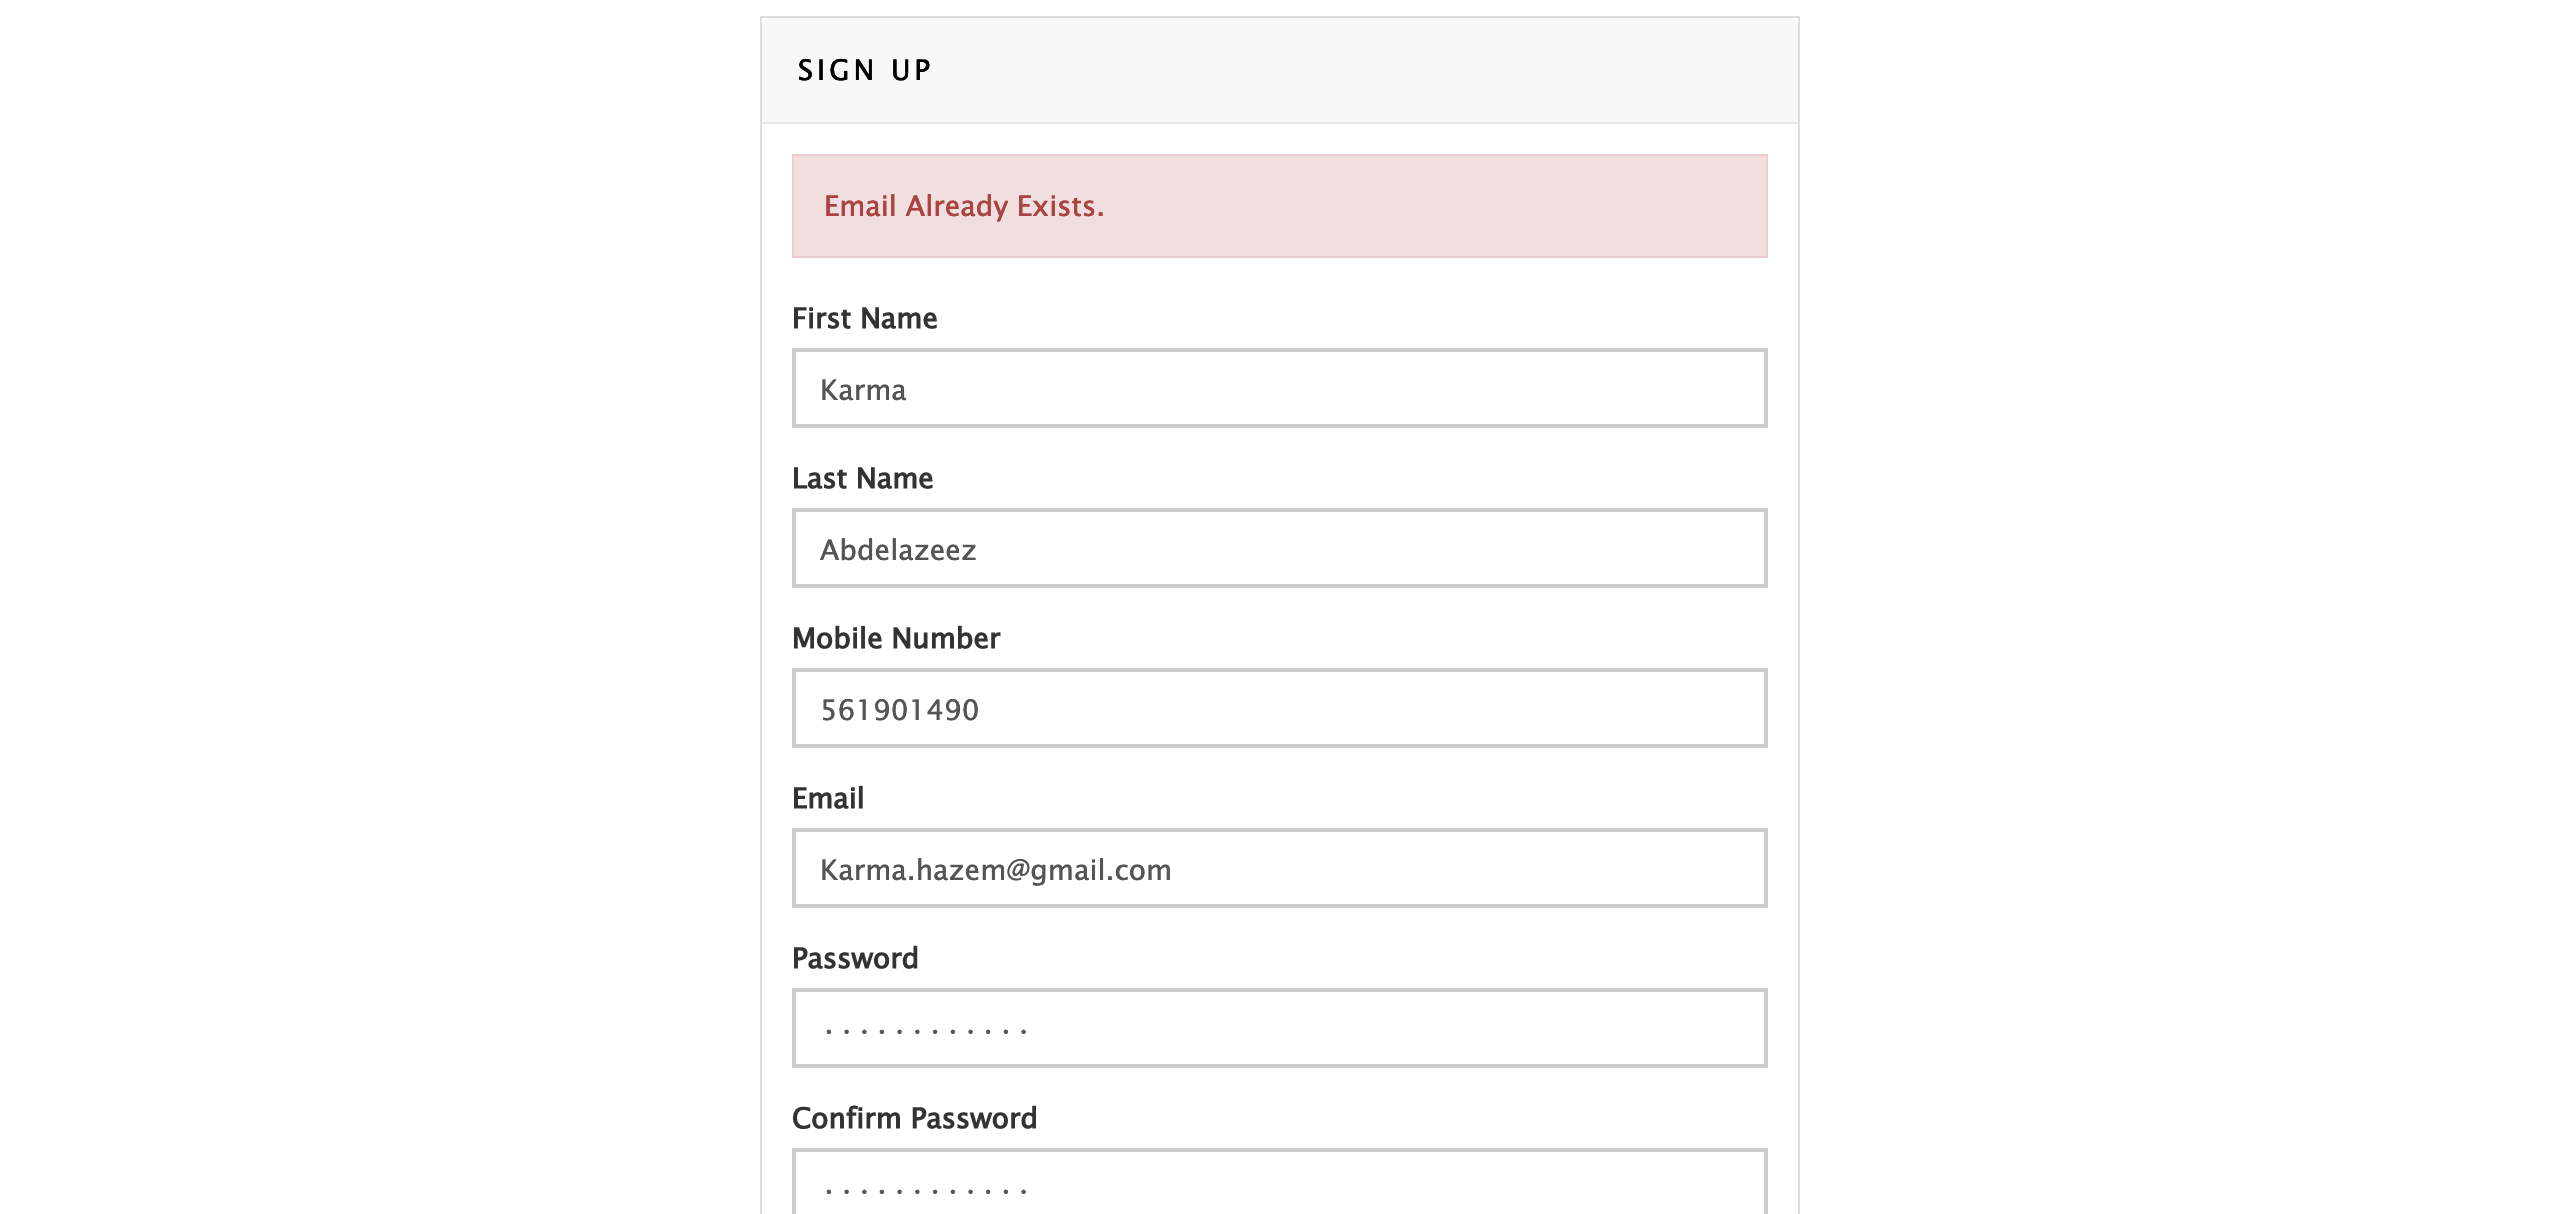 SIGN UP
Email Already Exists.
First Name
Karma
Last Name
Abdelazeez
Mobile Number
561901490
Email
Karma.hazem@gmail.com
Password
............
Confirm Password
............